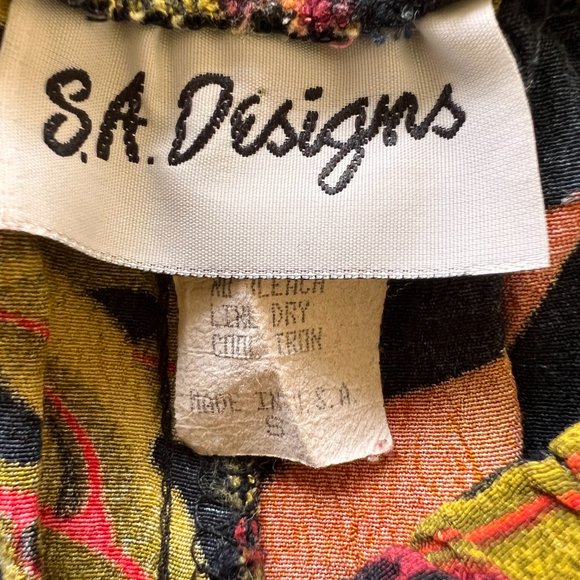 S.A. Designs
NO BLEACH
LINE DRY
COOL IRON
MADE IN U.S.A.
S